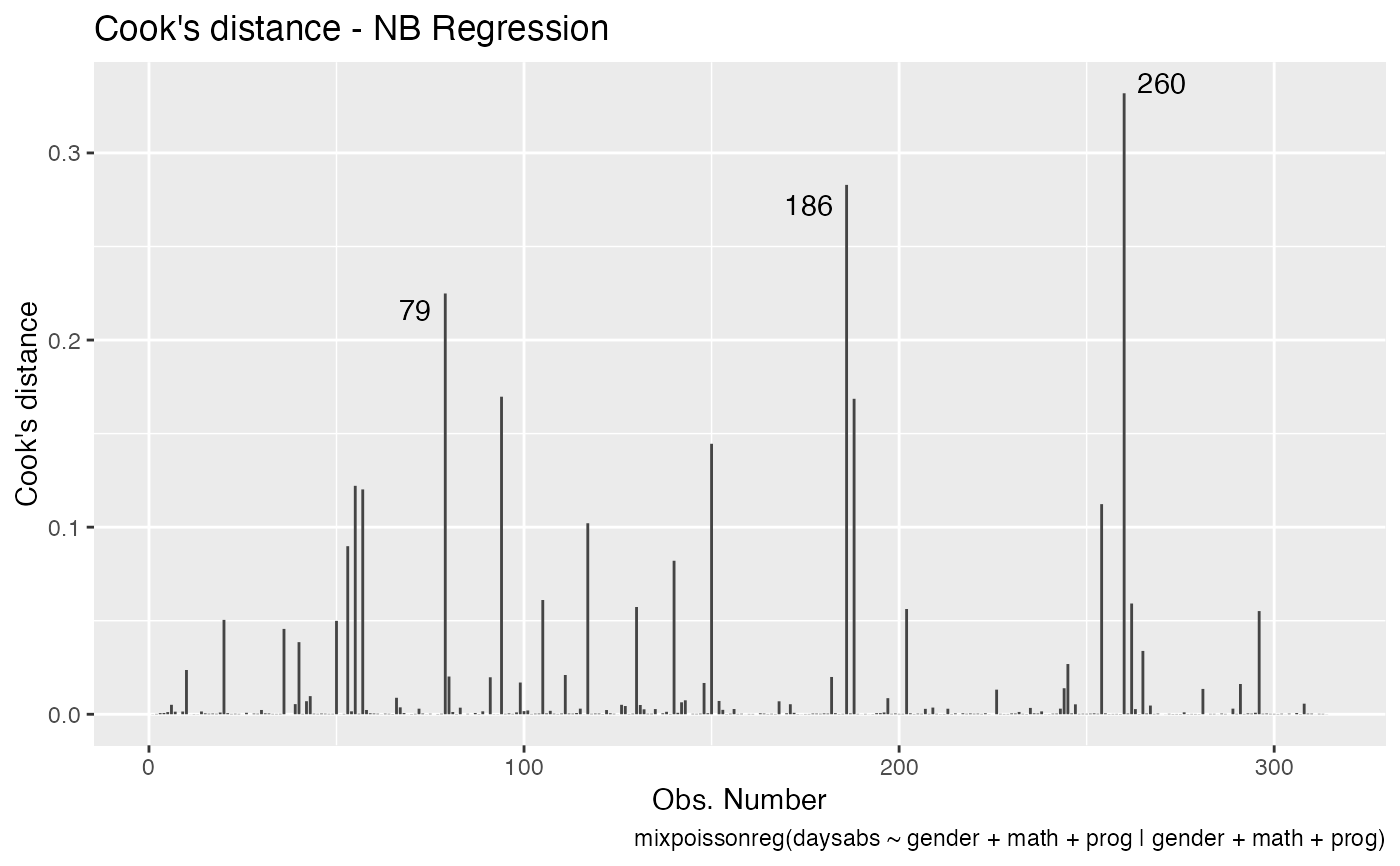 Cook's distance - NB Regression
260
0.3
186
79
0.2
Cook's distance
0.1
0.0
0 100 200 300
Obs. Number
mixpoissonreg(daysabs ~ gender + math + prog | gender + math + prog)